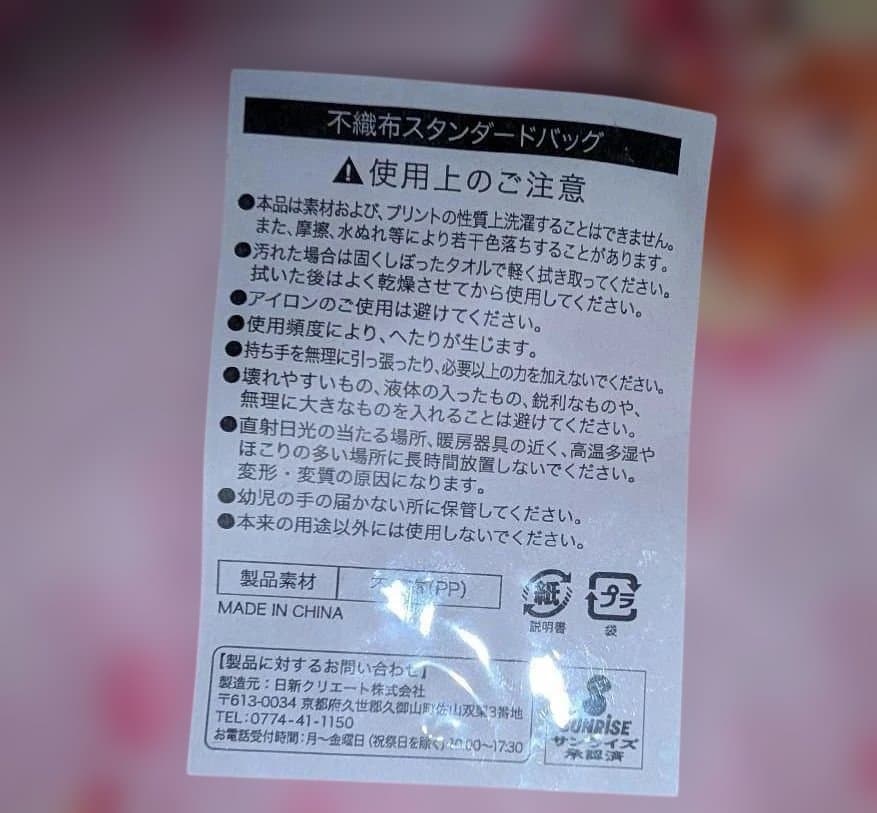 不織布スタンダードバッグ
使用上のご注意
●本品は素材および、プリントの性質上洗濯することはできません。
また、摩擦、水ぬれ等により若干色落ちすることがあります。
●汚れた場合は固くしぼったタオルで軽く拭き取ってください。
拭いた後はよく乾燥させてから使用してください。
●アイロンのご使用は避けてください。
●使用頻度により、へたりが生じます。
●持ち手を無理に引っ張ったり、必要以上の力を加えないでください。
●壊れやすいもの、液体の入ったもの、鋭利なものや、
無理に大きなものを入れることは避けてください。
●直射日光の当たる場所、暖房器具の近く、高温多湿や
ほこりの多い場所に長時間放置しないでください。
変形・変質の原因になります。
●幼児の手の届かない所に保管してください。
●本来の用途以外には使用しないでください。
製品素材 (PP)
MADE IN CHINA
紙 プラ
説明書 袋
【製品に対するお問い合わせ】
製造元:日新クリエート株式会社
〒613-0034 京都府久世郡久御山町佐山双栗3番地
TEL:0774-41-1150
お電話受付時間:月〜金曜日(祝祭日を除く)10:00〜17:30
SUNRISE
サンライズ
承認済